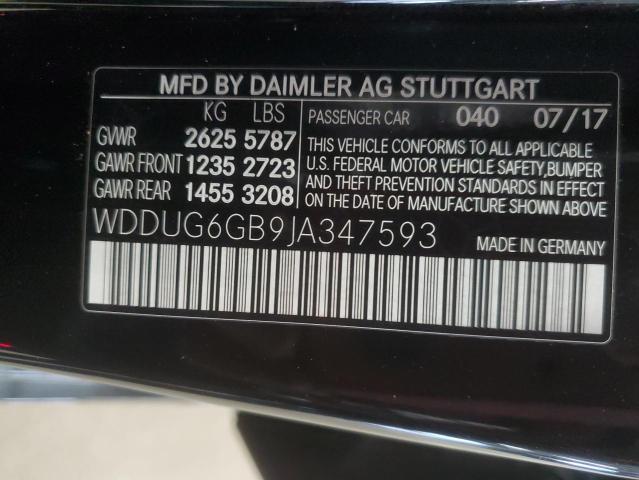 MFD BY DAIMLER AG STUTTGART
KG LBS
GVWR 2625 5787
GAWR FRONT 1235 2723
GAWR REAR 1455 3208
PASSENGER CAR 040 07/17
THIS VEHICLE CONFORMS TO ALL APPLICABLE
U.S. FEDERAL MOTOR VEHICLE SAFETY,BUMPER
AND THEFT PREVENTION STANDARDS IN EFFECT
ON THE DATE OF MANUFACTURE SHOWN ABOVE.
WDDUG6GB9JA347593
MADE IN GERMANY